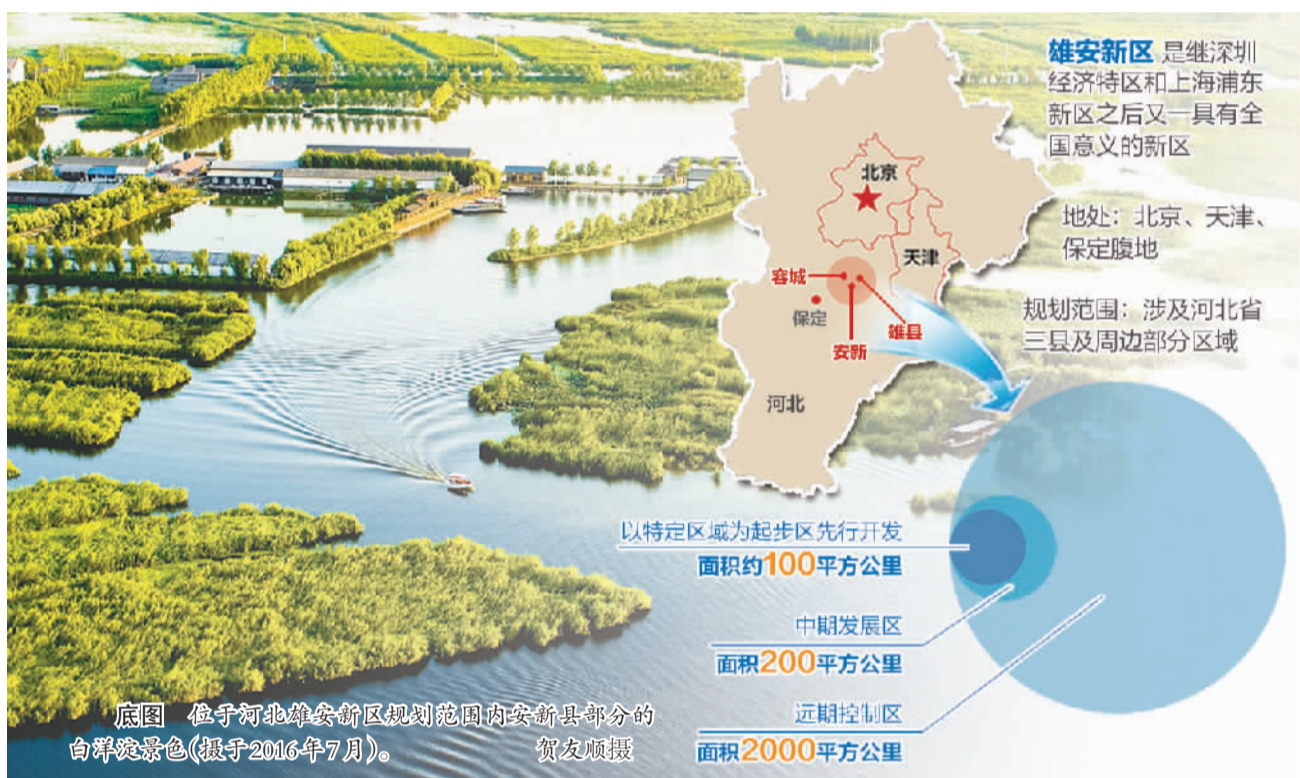 雄安新区 是继深圳
经济特区和上海浦东
新区之后又一具有全
国意义的新区
地处：北京、天津、
保定腹地
规划范围：涉及河北省
三县及周边部分区域
北京
天津
容城
保定
雄县
安新
河北
以特定区域为起步区先行开发
面积约100平方公里
中期发展区
面积200平方公里
远期控制区
面积2000平方公里
底图 位于河北雄安新区规划范围内安新县部分的
白洋淀景色(摄于2016年7月)。 贺友顺摄